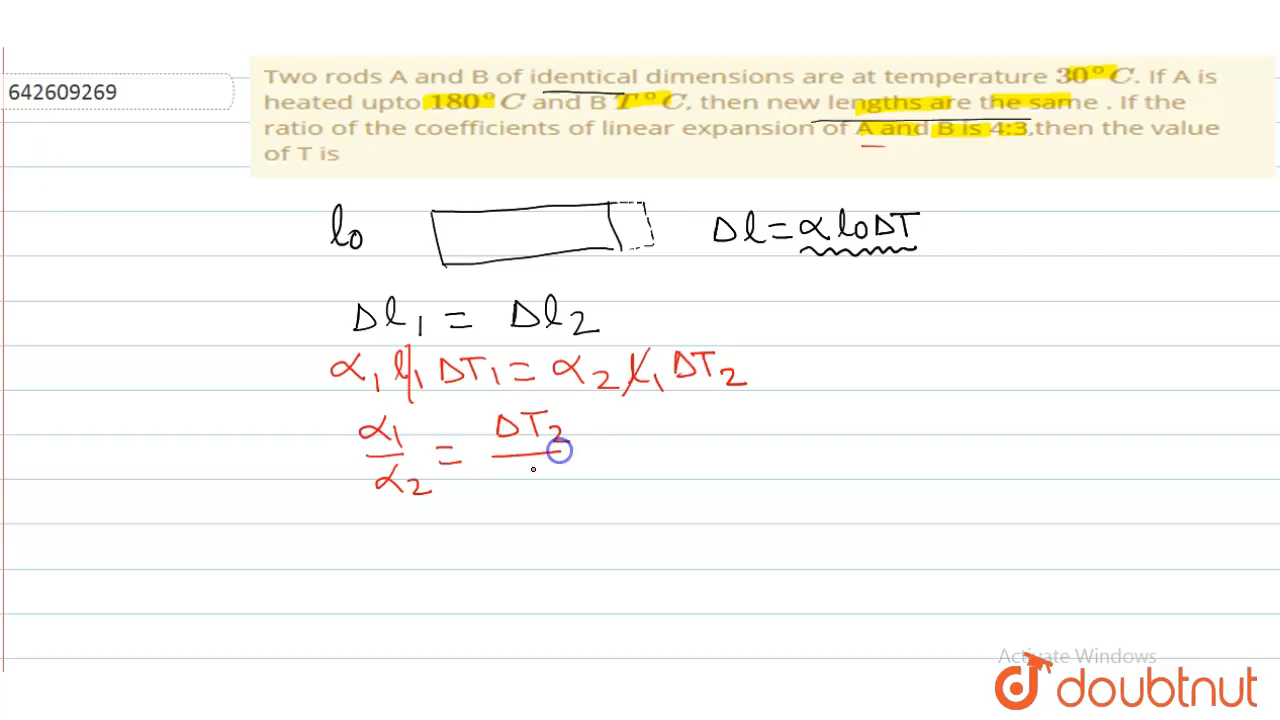 642609269
Two rods A and B of identical dimensions are at temperature 30°C. If A is
heated upto 180°C and B T°C, then new lengths are the same . If the
ratio of the coefficients of linear expansion of A and B is 4:3,then the value
of T is
l0
Δl = αl0ΔT
Δl1 = Δl2
α1 l1 ΔT1 = α2 l1 ΔT2
α1/α2 = ΔT2/
Activate Windows
doubtnut